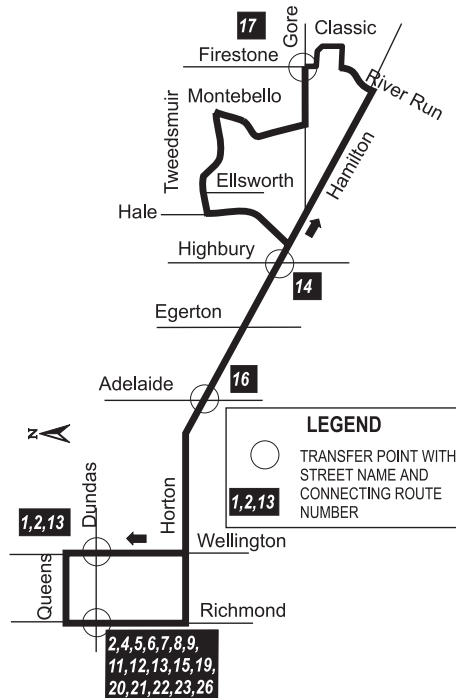 17
Gore
Classic
Firestone
River Run
Montebello
Tweedsmuir
Ellsworth
Hamilton
Hale
Highbury
14
Egerton
Adelaide
16
N
LEGEND
TRANSFER POINT WITH
STREET NAME AND
CONNECTING ROUTE
NUMBER
1,2,13
Horton
Dundas
1,2,13
Wellington
Queens
Richmond
2,4,5,6,7,8,9,
11,12,13,15,19,
20,21,22,23,26